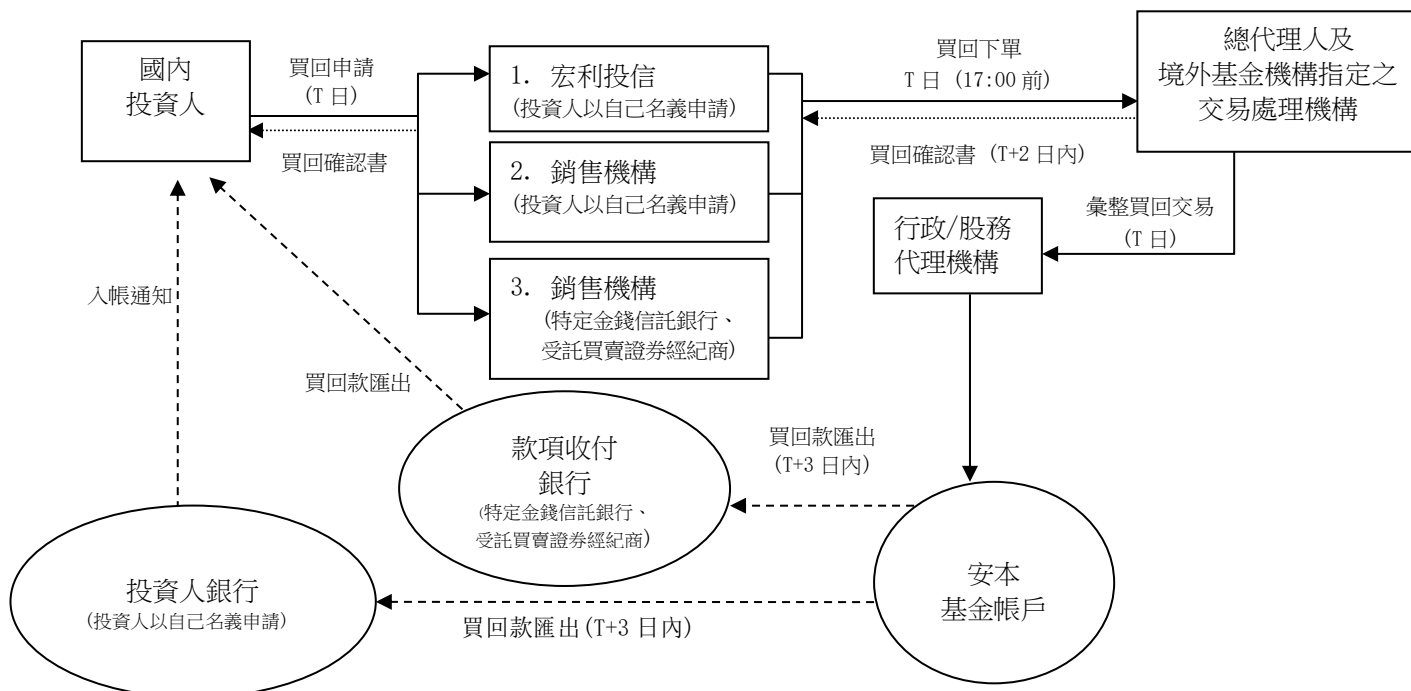 國內
投資人
買回申請
(T 日)
買回確認書
1. 宏利投信
(投資人以自己名義申請)
2. 銷售機構
(投資人以自己名義申請)
3. 銷售機構
(特定金錢信託銀行、
受託買賣證券經紀商)
買回下單
T 日 (17:00 前)
買回確認書 (T+2 日內)
總代理人及
境外基金機構指定之
交易處理機構
彙整買回交易
(T 日)
行政/股務
代理機構
入帳通知
買回款匯出
款項收付
銀行
(特定金錢信託銀行、
受託買賣證券經紀商)
買回款匯出
(T+3 日內)
安本
基金帳戶
投資人銀行
(投資人以自己名義申請)
買回款匯出(T+3 日內)